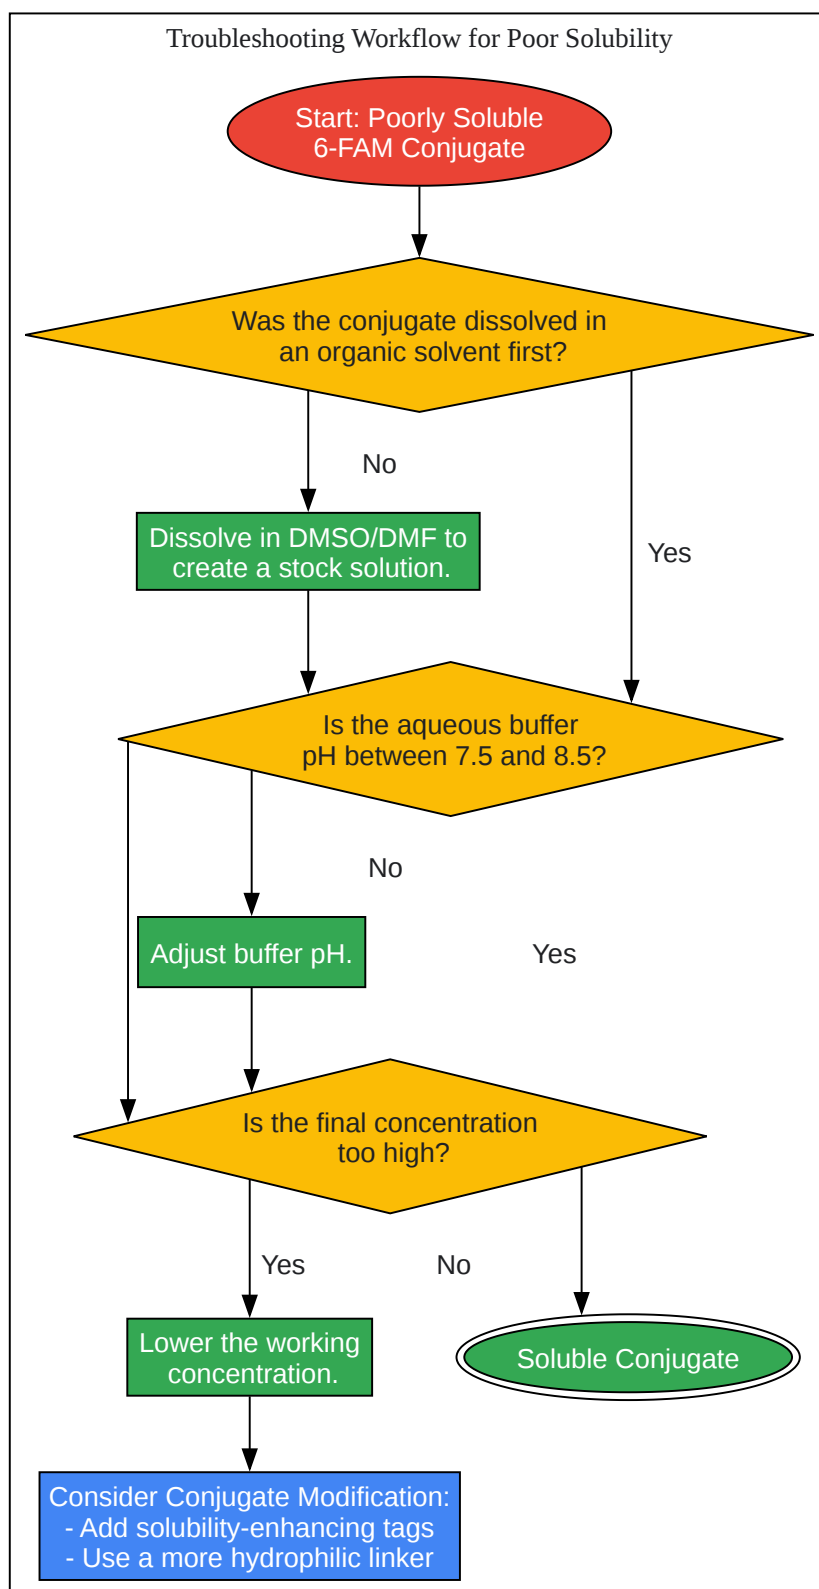 Troubleshooting Workflow for Poor Solubility
Start: Poorly Soluble
6-FAM Conjugate
Was the conjugate dissolved in
an organic solvent first?
No
Dissolve in DMSO/DMF to
create a stock solution.
Yes
Is the aqueous buffer
pH between 7.5 and 8.5?
No
Adjust buffer pH.
Yes
Is the final concentration
too high?
Yes
No
Lower the working
concentration.
Soluble Conjugate
Consider Conjugate Modification:
- Add solubility-enhancing tags
- Use a more hydrophilic linker